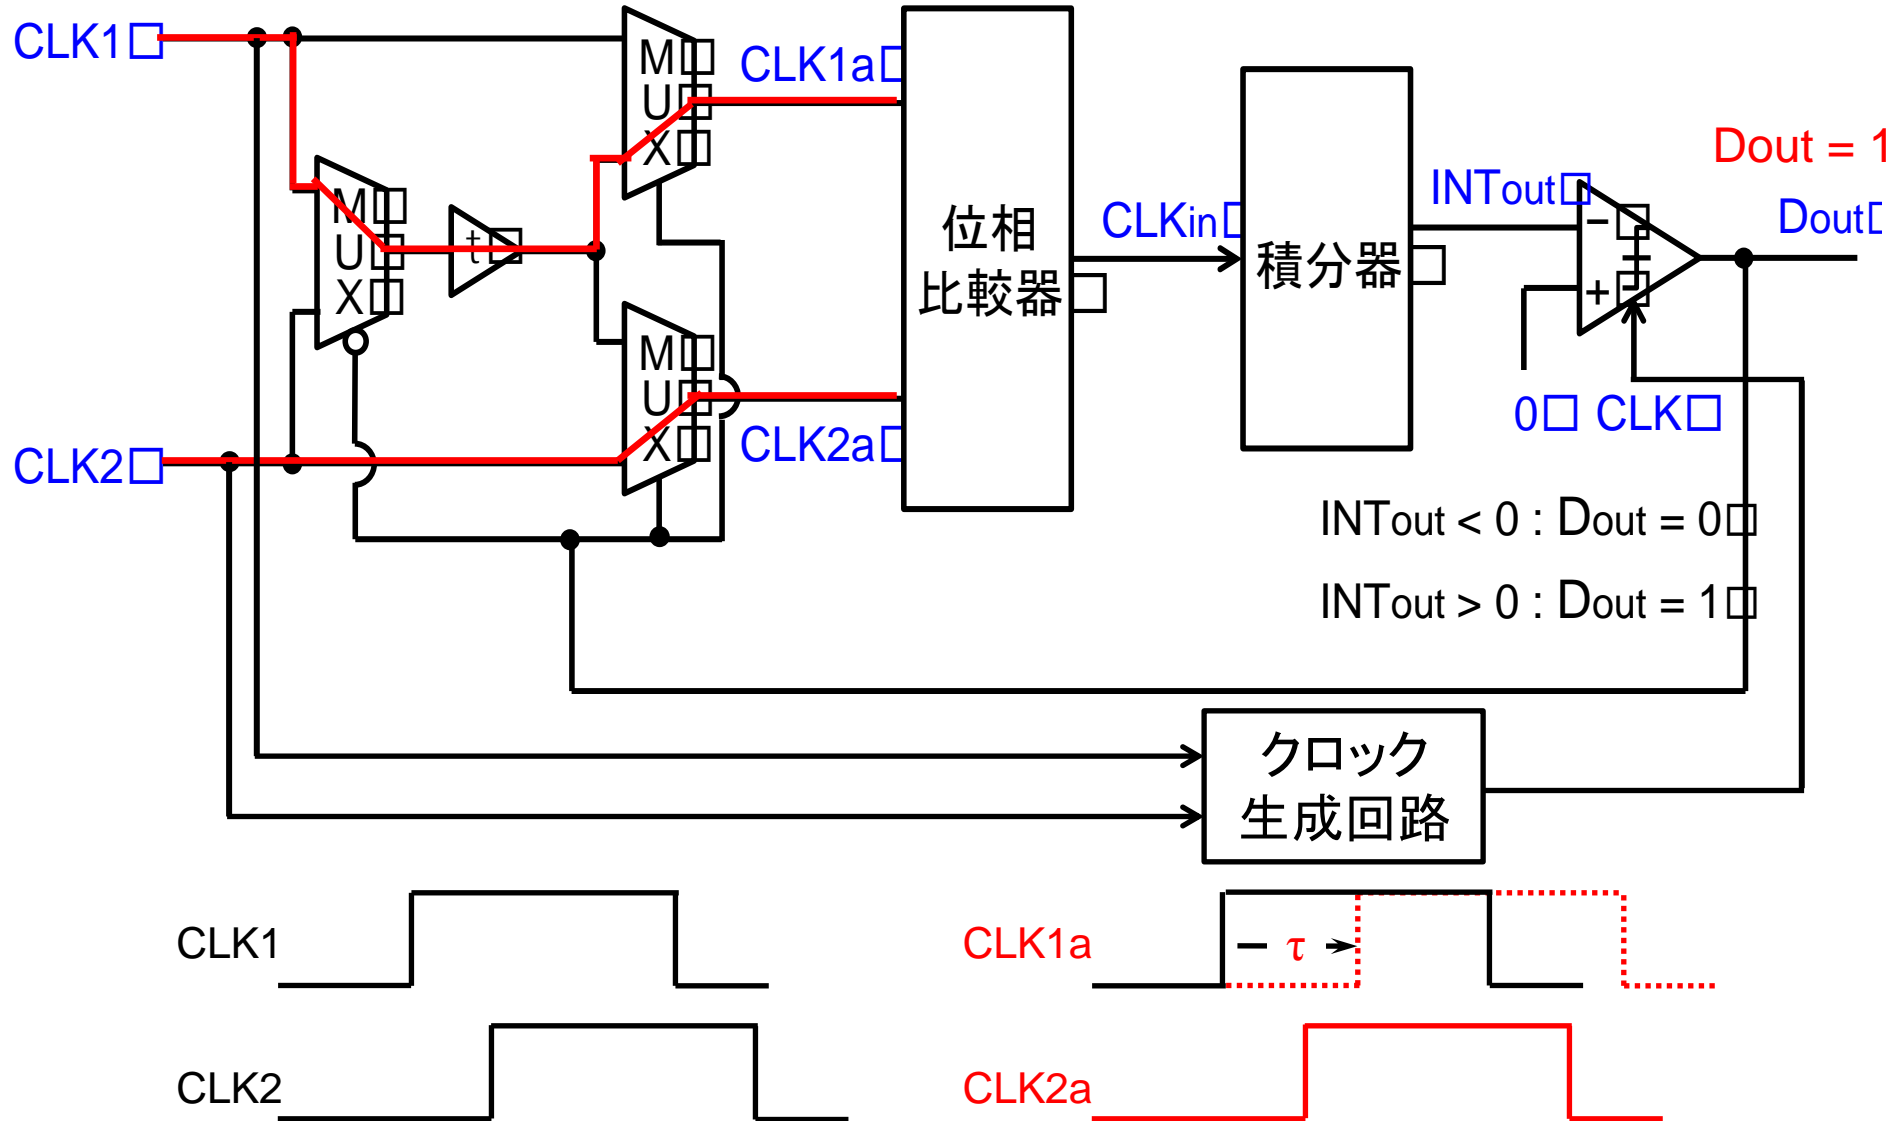 CLK1
CLK2
M
U
X
τ
M
U
X
M
U
X
CLK1a
CLK2a
位相
比較器
CLKin
積分器
INTout
−
+
0
CLK
Dout = 1
Dout
INTout < 0 : Dout = 0
INTout > 0 : Dout = 1
クロック
生成回路
CLK1
CLK2
CLK1a
τ
CLK2a